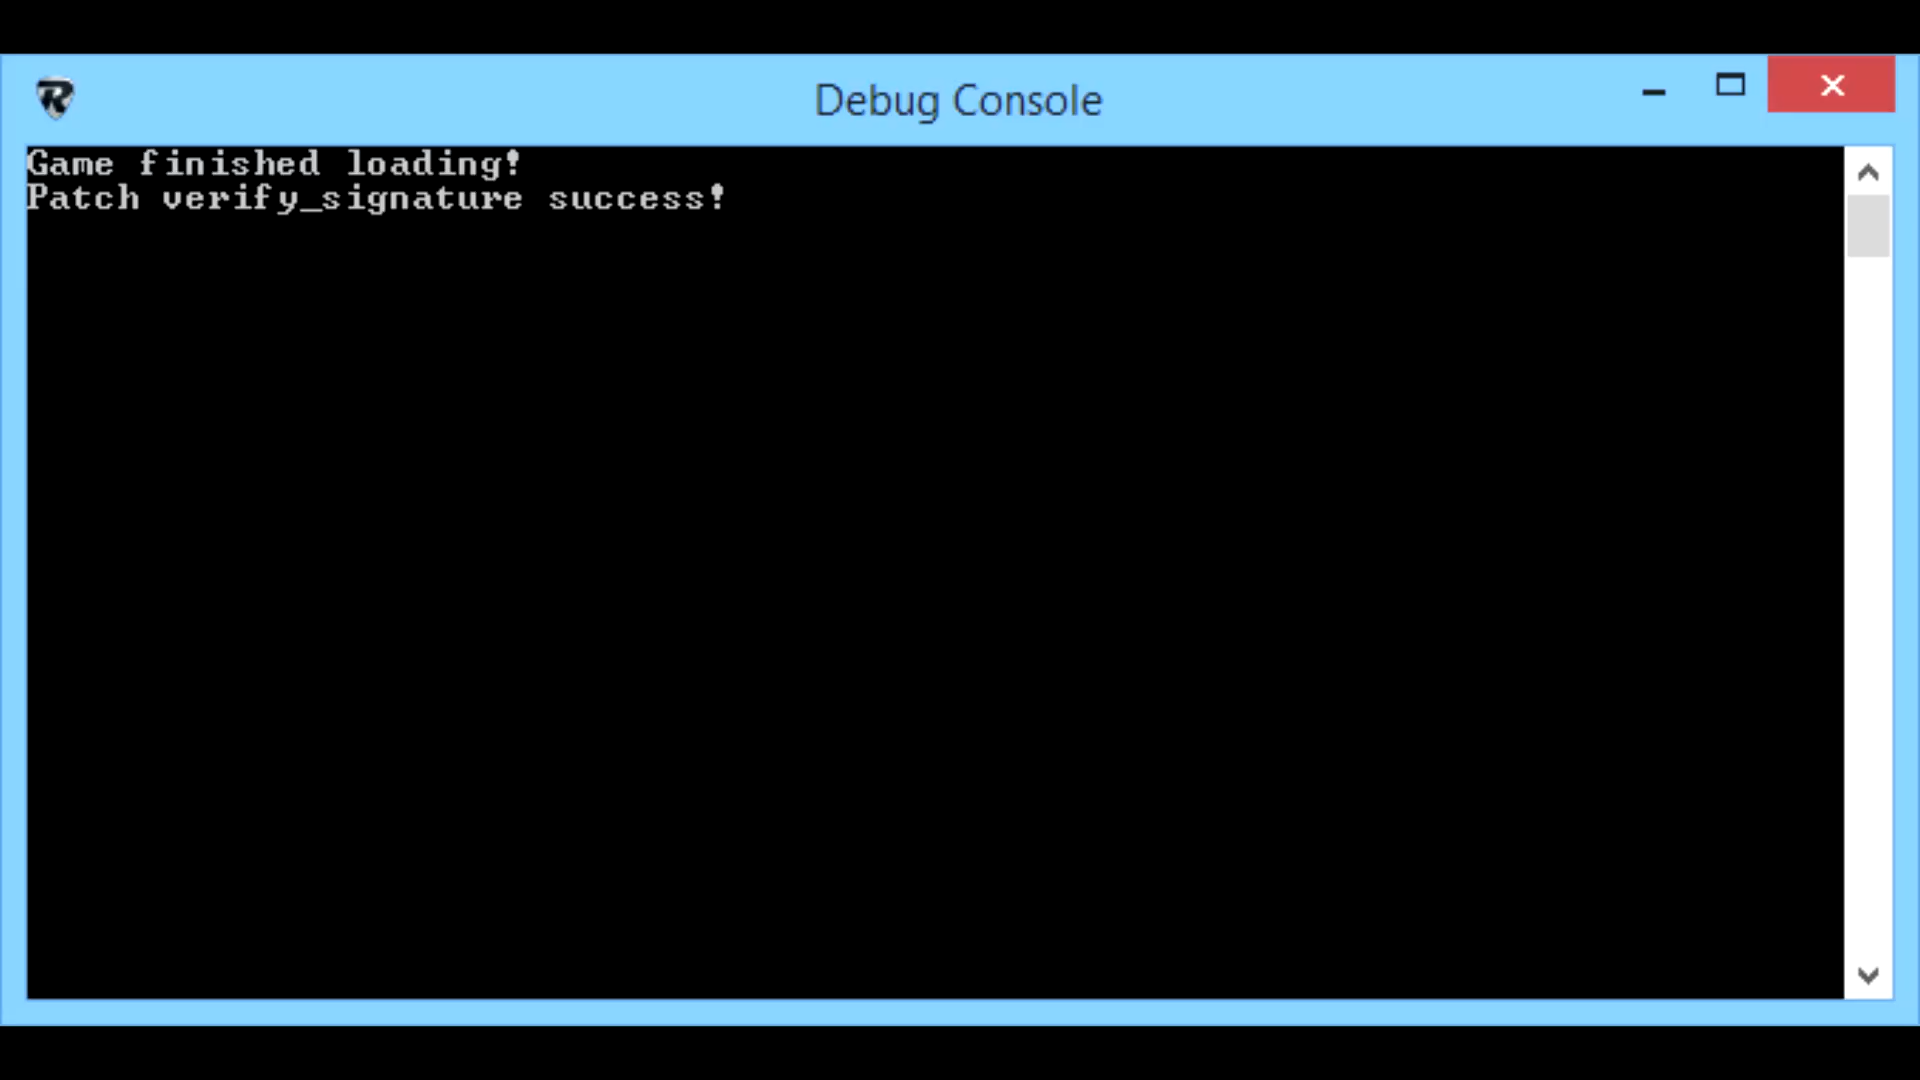 Debug Console
Game finished loading!
Patch verify_signature success!